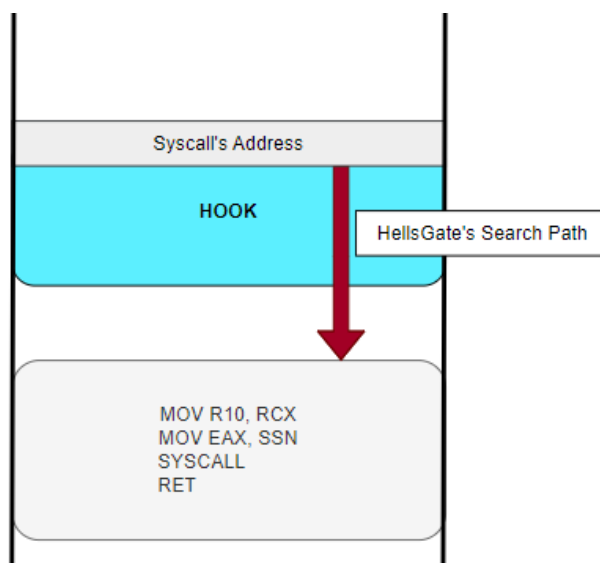 Syscall's Address
HOOK
HellsGate's Search Path
MOV R10, RCX
MOV EAX, SSN
SYSCALL
RET